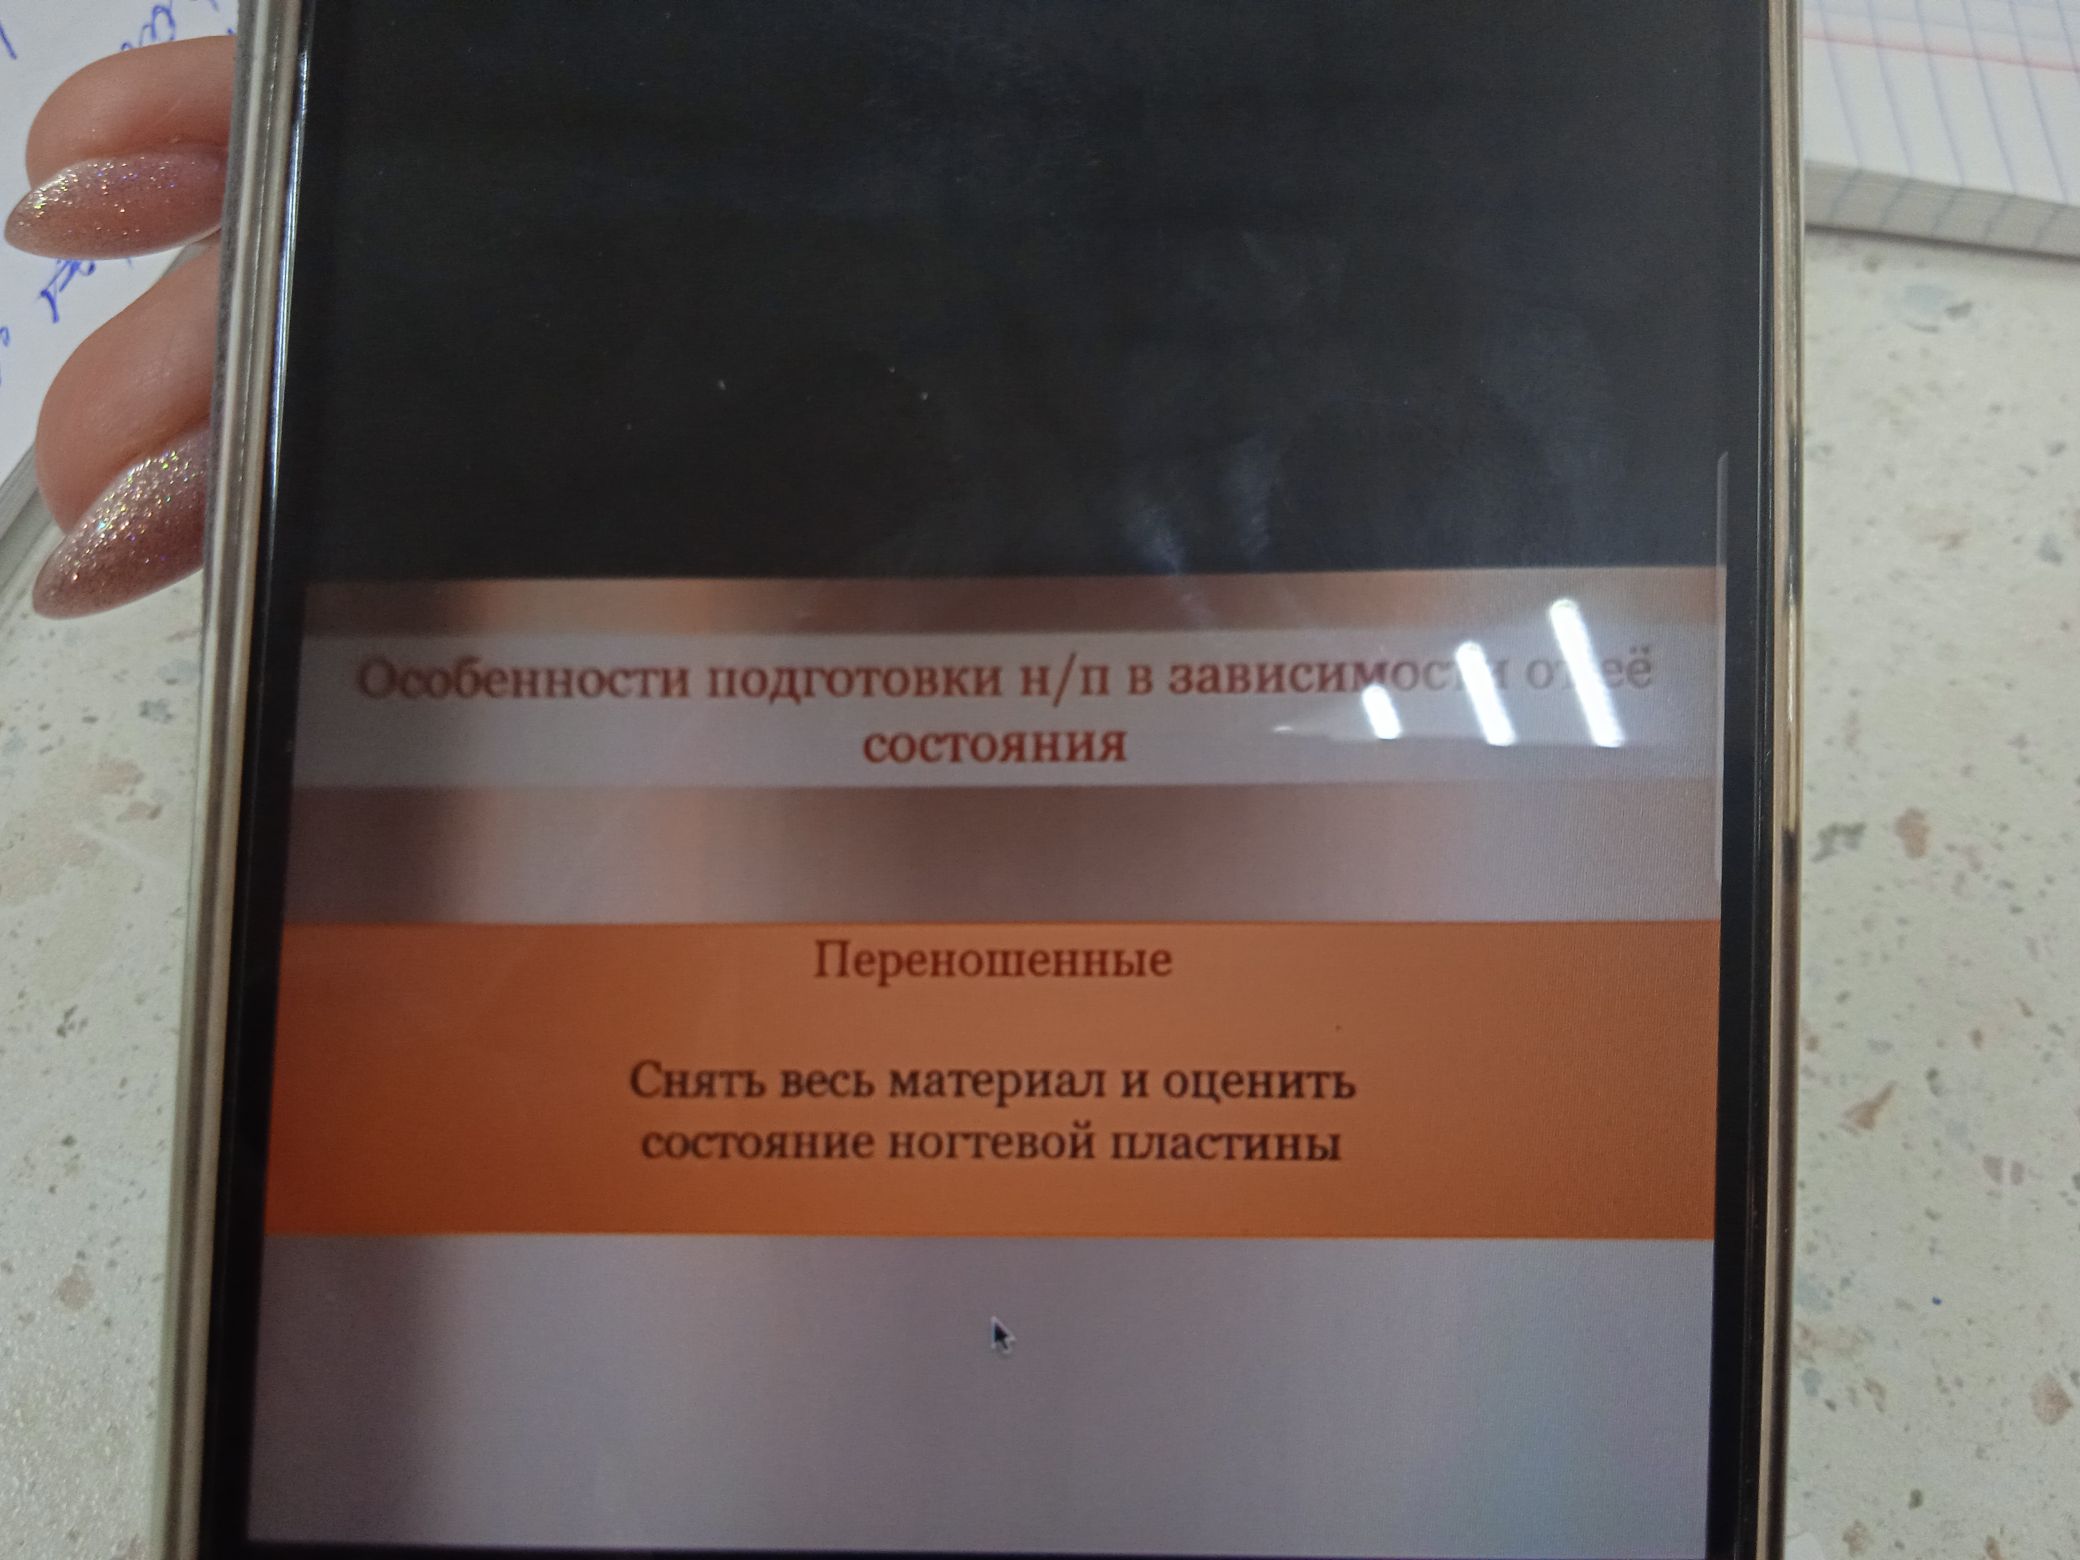 Особенности подготовки н/п в зависимости от её
состояния
Переношенные
Снять весь материал и оценить
состояние ногтевой пластины